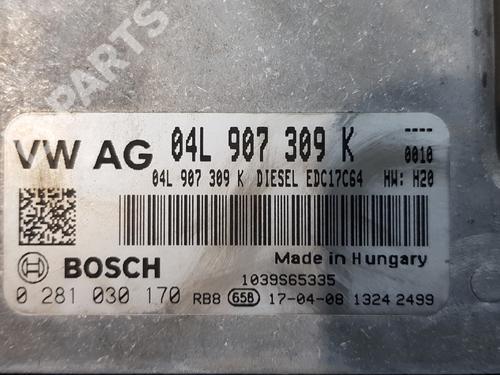 PARTS
VW AG 04L 907 309 K ----
0010
04L 907 309 K DIESEL EDC17C64 HW: H20
BOSCH Made in Hungary
1039S65335
0 281 030 170 RB8 658 17-04-08 1324 2499